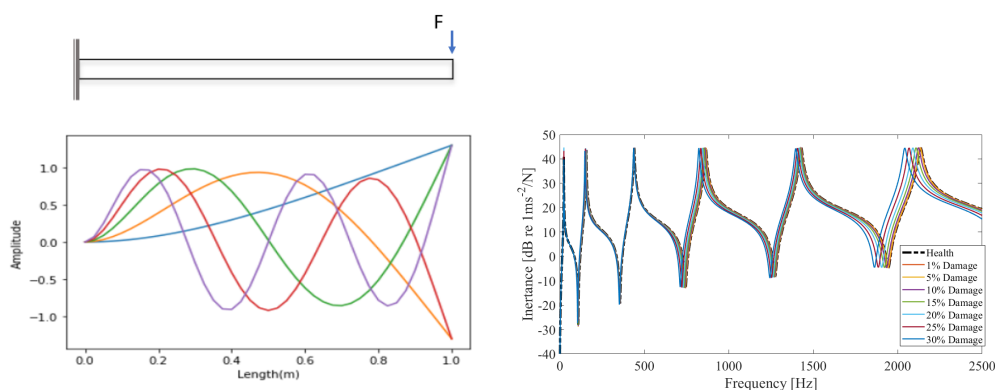 F
1.0
0.5
0.0
−0.5
−1.0
Amplitude
0.0
0.2
0.4
0.6
0.8
1.0
Length(m)
50
40
30
20
10
0
-10
-20
-30
-40
Inertance [dB re 1ms⁻²/N]
Health
1% Damage
5% Damage
10% Damage
15% Damage
20% Damage
25% Damage
30% Damage
0
500
1000
1500
2000
2500
Frequency [Hz]